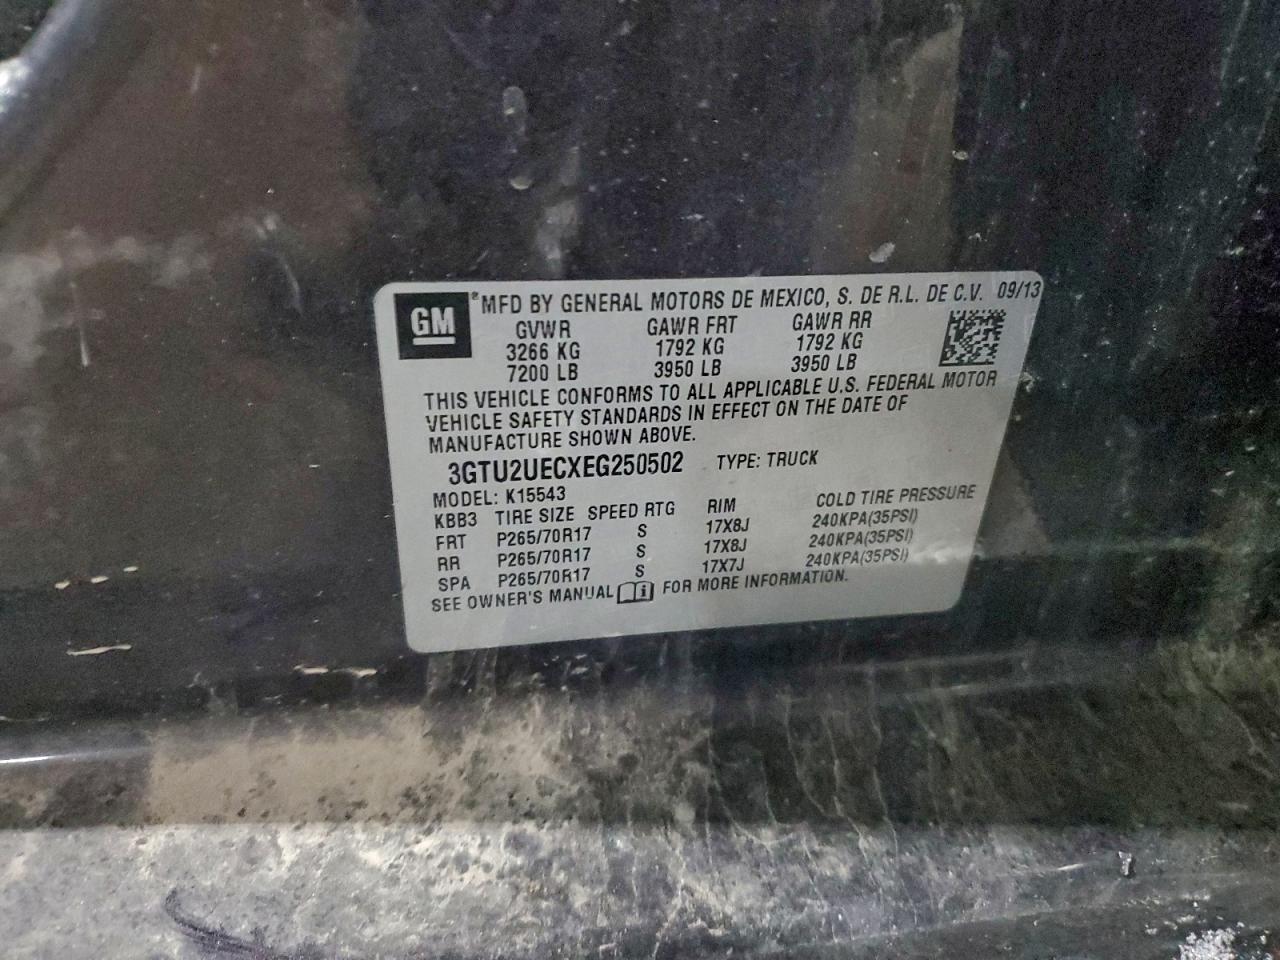 GM ® MFD BY GENERAL MOTORS DE MEXICO, S. DE R.L. DE C.V. 09/13
GVWR GAWR FRT GAWR RR
3266 KG 1792 KG 1792 KG
7200 LB 3950 LB 3950 LB
THIS VEHICLE CONFORMS TO ALL APPLICABLE U.S. FEDERAL MOTOR
VEHICLE SAFETY STANDARDS IN EFFECT ON THE DATE OF
MANUFACTURE SHOWN ABOVE.
3GTU2UECXEG250502 TYPE: TRUCK
MODEL: K15543
KBB3 TIRE SIZE SPEED RTG RIM COLD TIRE PRESSURE
FRT P265/70R17 S 17X8J 240KPA(35PSI)
RR P265/70R17 S 17X8J 240KPA(35PSI)
SPA P265/70R17 S 17X7J 240KPA(35PSI)
SEE OWNER'S MANUAL i FOR MORE INFORMATION.